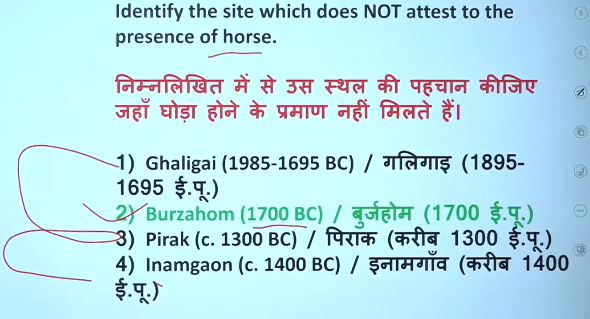 Identify the site which does NOT attest to the
presence of horse.
निम्नलिखित में से उस स्थल की पहचान कीजिए
जहाँ घोड़ा होने के प्रमाण नहीं मिलते हैं।
1) Ghaligai (1985-1695 BC) / गलिगाइ (1895-
1695 ई.पू.)
2) Burzahom (1700 BC) / बुर्जहोम (1700 ई.पू.)
3) Pirak (c. 1300 BC) / पिराक (करीब 1300 ई.पू.)
4) Inamgaon (c. 1400 BC) / इनामगाँव (करीब 1400
ई.पू.)